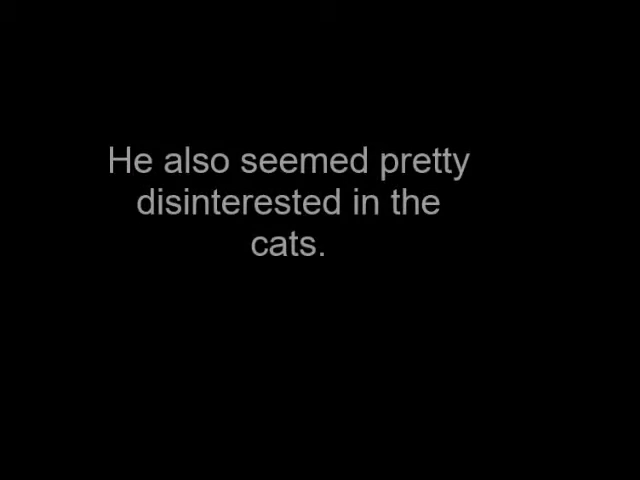 He also seemed pretty
disinterested in the
cats.